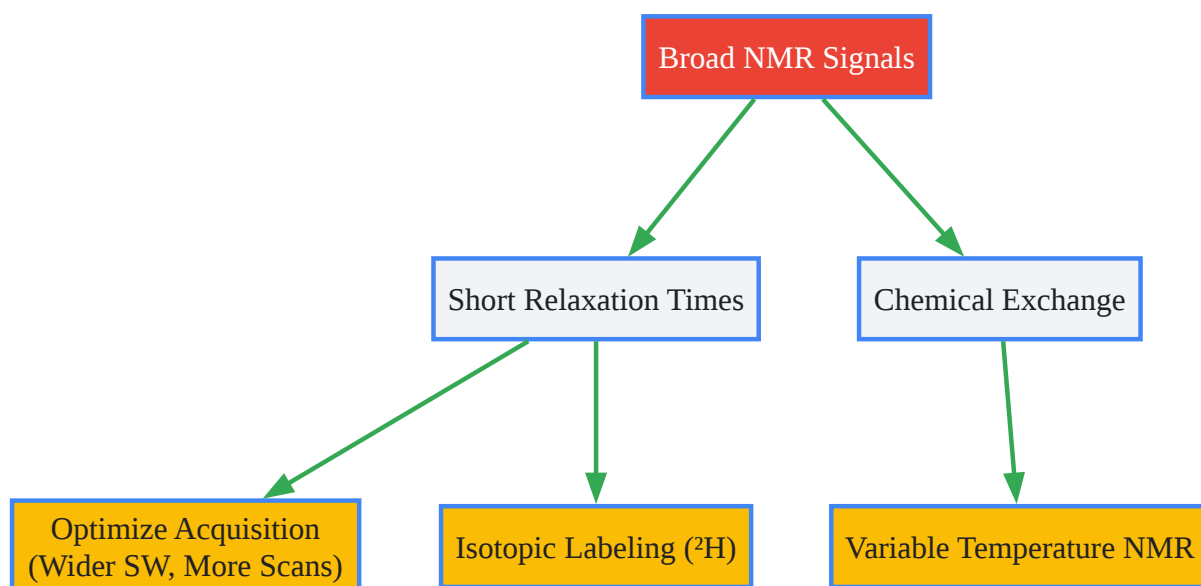 Broad NMR Signals
Short Relaxation Times
Chemical Exchange
Optimize Acquisition
(Wider SW, More Scans)
Isotopic Labeling (²H)
Variable Temperature NMR